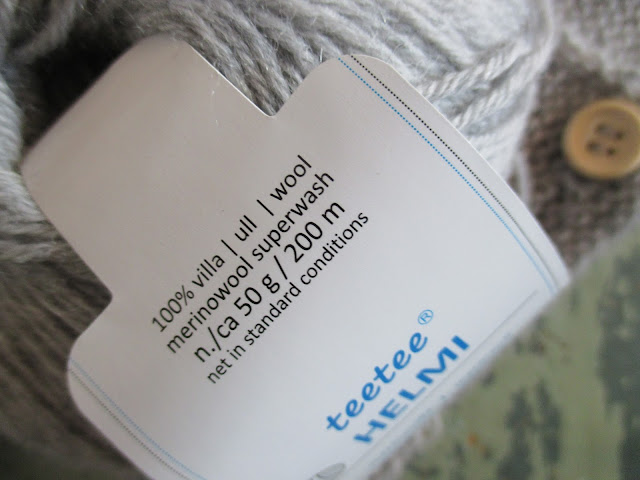 100% villa | ull | wool
merinowool superwash
n./ca 50 g / 200 m
net in standard conditions
teetee®
HELMI